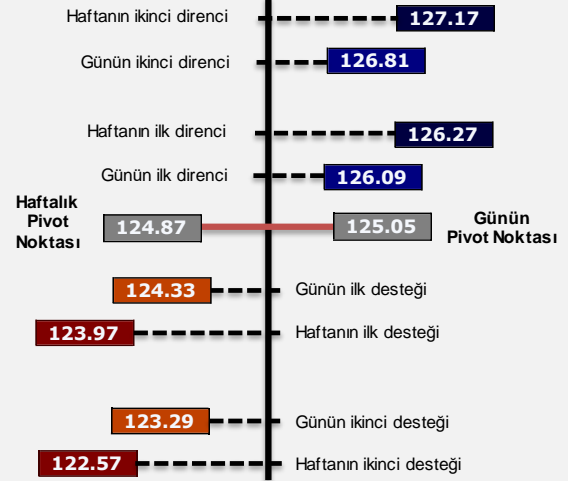 Haftanın ikinci direnci 127.17
Günün ikinci direnci 126.81
Haftanın ilk direnci 126.27
Günün ilk direnci 126.09
Haftalık
Pivot
Noktası
124.87
125.05
Günün
Pivot Noktası
124.33 Günün ilk desteği
123.97 Haftanın ilk desteği
123.29 Günün ikinci desteği
122.57 Haftanın ikinci desteği